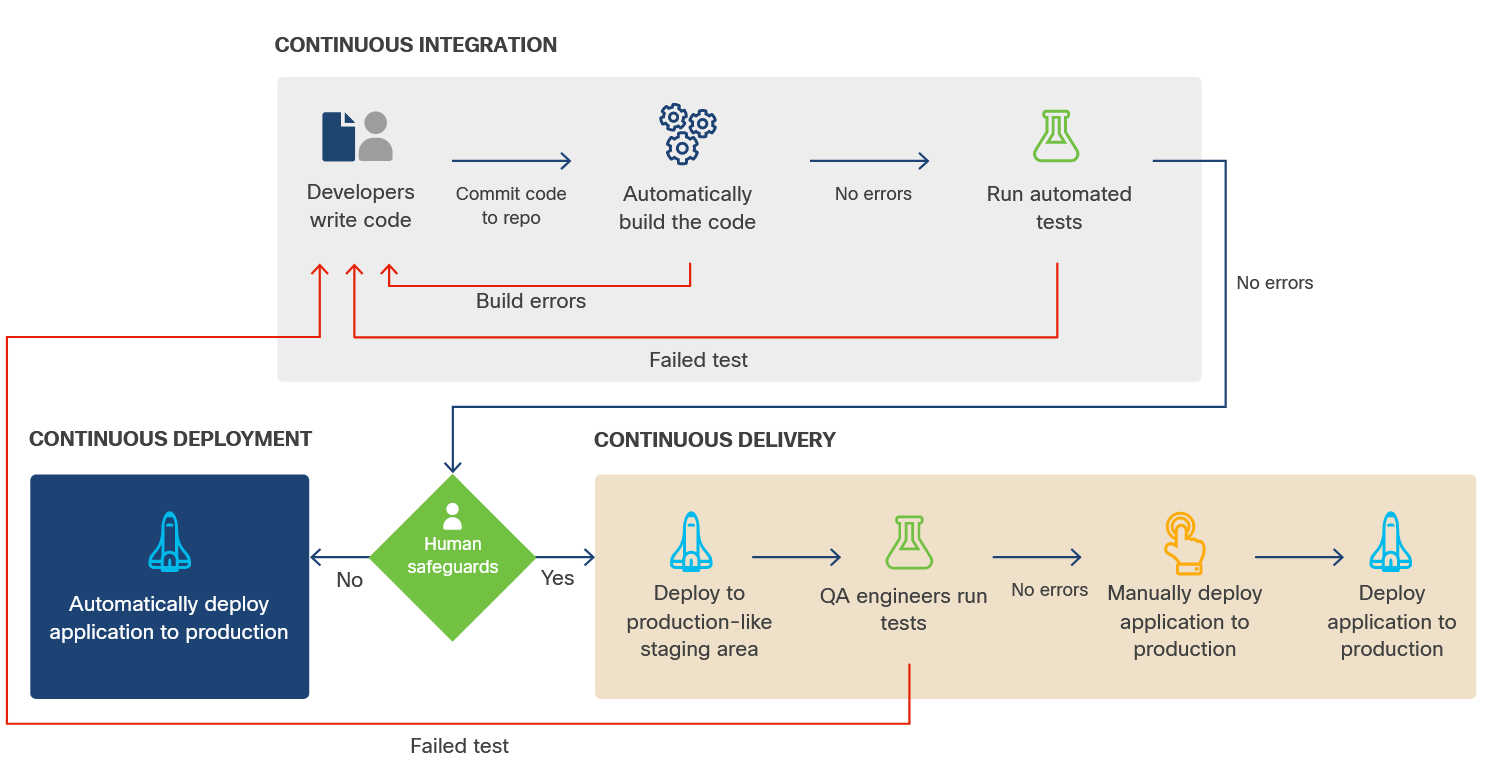 CONTINUOUS INTEGRATION
Developers
write code
Commit code
to repo
Automatically
build the code
No errors
Run automated
tests
No errors
Build errors
Failed test
CONTINUOUS DEPLOYMENT
Automatically deploy
application to production
No
Human
safeguards
Yes
CONTINUOUS DELIVERY
Deploy to
production-like
staging area
QA engineers run
tests
No errors
Manually deploy
application to
production
Deploy
application to
production
Failed test